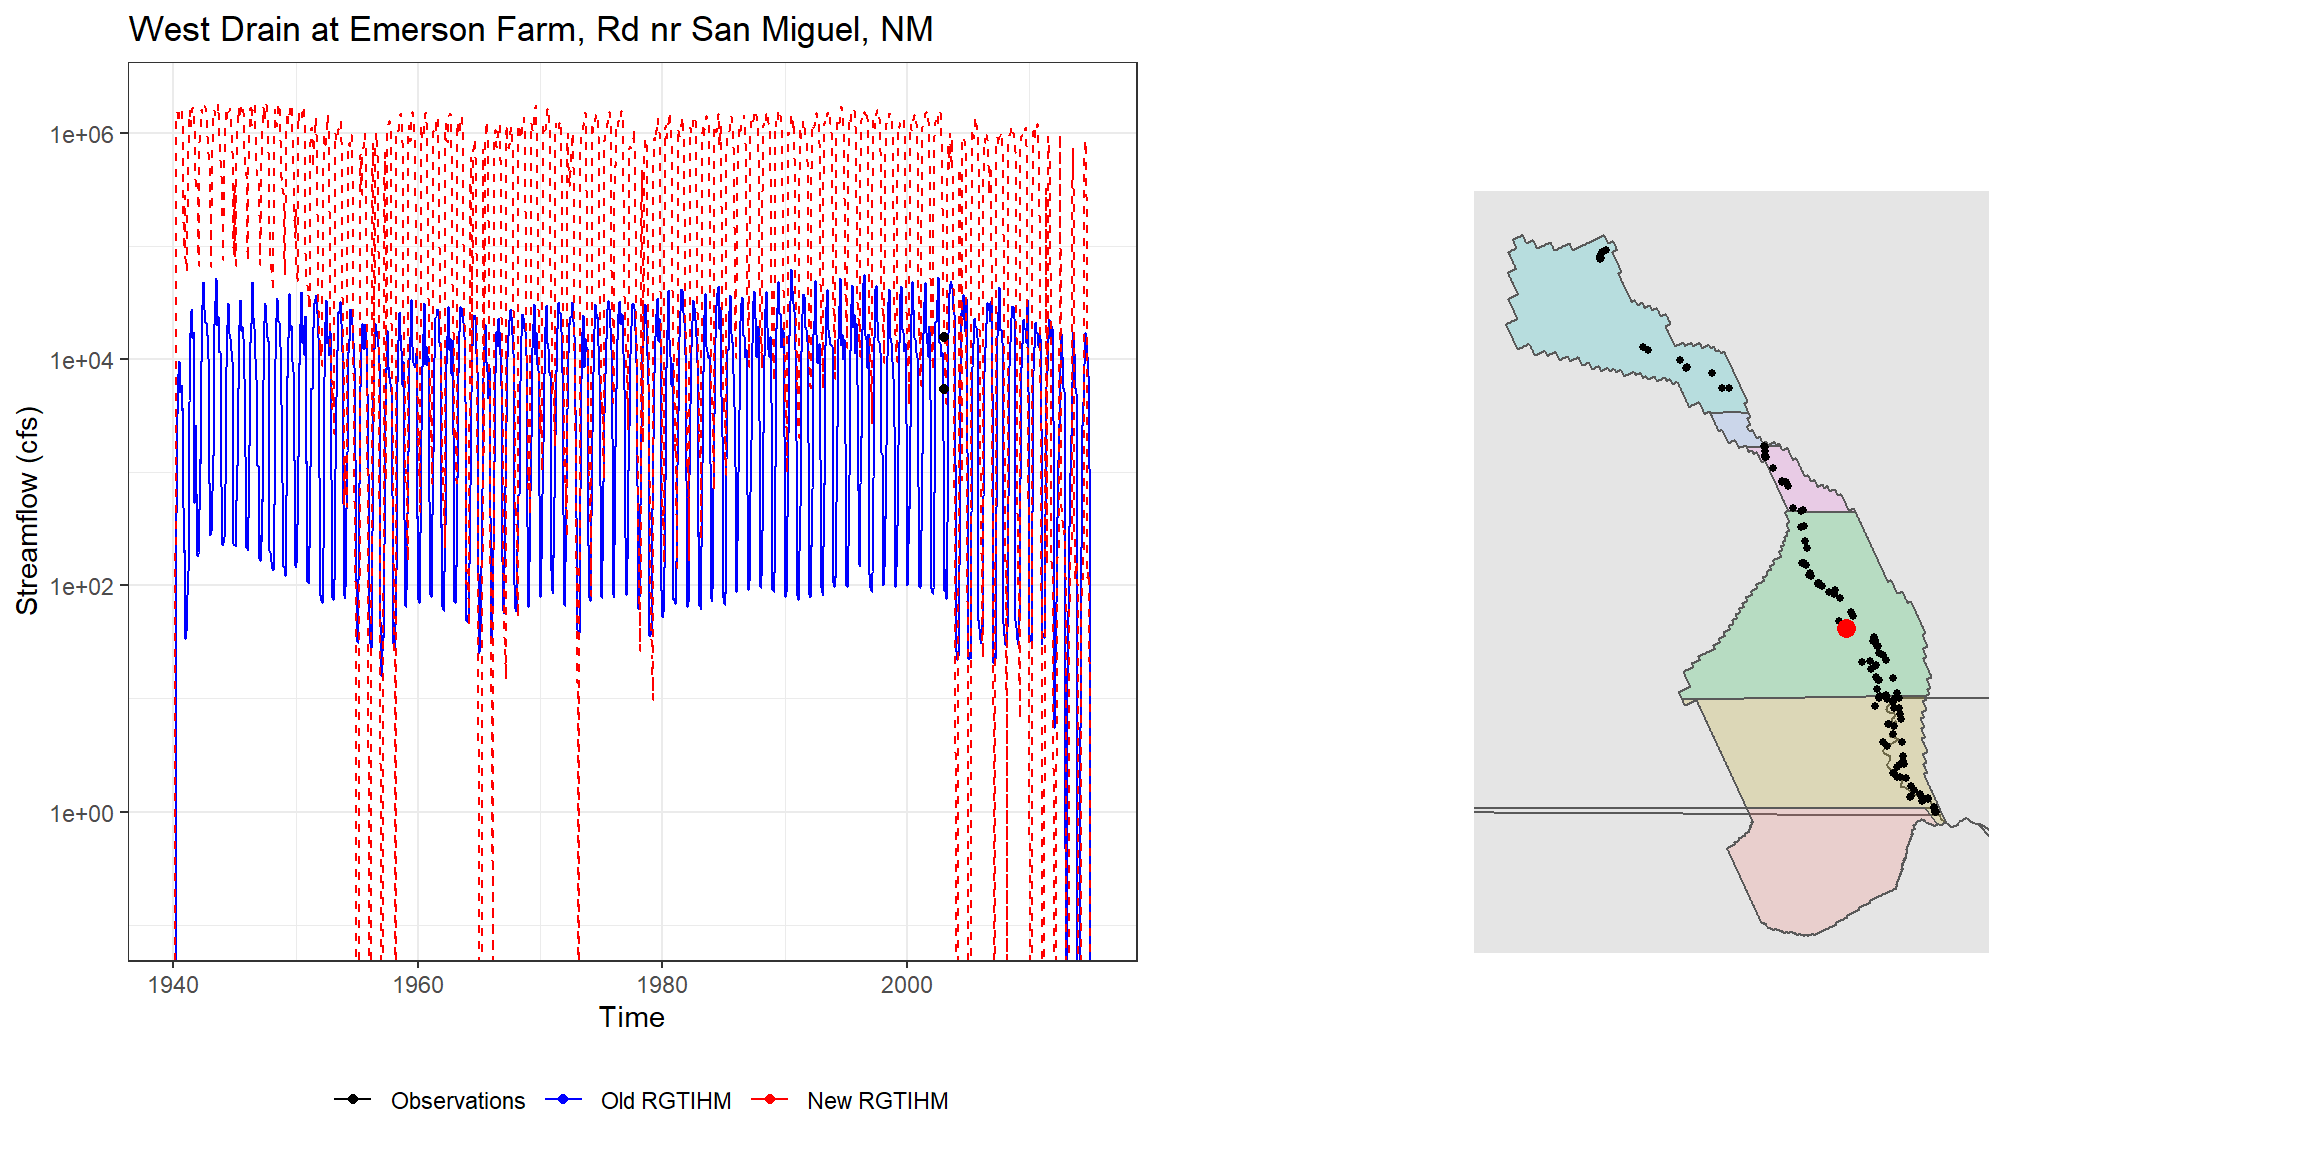 West Drain at Emerson Farm, Rd nr San Miguel, NM
Streamflow (cfs)
1e+06
1e+04
1e+02
1e+00
1940 1960 1980 2000
Time
Observations Old RGTIHM New RGTIHM